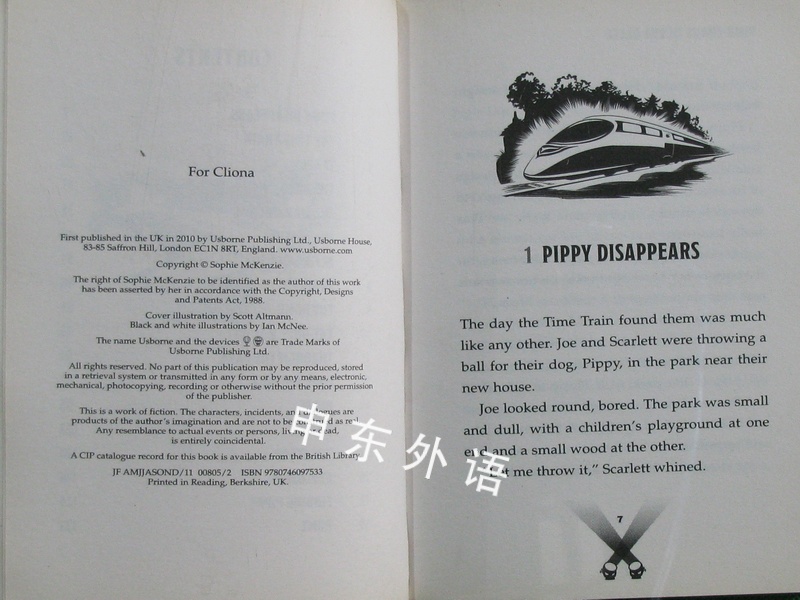 For Cliona
First published in the UK in 2010 by Usborne Publishing Ltd., Usborne House,
83-85 Saffron Hill, London EC1N 8RT, England. www.usborne.com
Copyright © Sophie McKenzie.
The right of Sophie McKenzie to be identified as the author of this work
has been asserted by her in accordance with the Copyright, Designs
and Patents Act, 1988.
Cover illustration by Scott Altmann.
Black and white illustrations by Ian McNee.
The name Usborne and the devices are Trade Marks of
Usborne Publishing Ltd.
All rights reserved. No part of this publication may be reproduced, stored
in a retrieval system or transmitted in any form or by any means, electronic,
mechanical, photocopying, recording or otherwise without the prior permission
of the publisher.
This is a work of fiction. The characters, incidents, and are
products of the author's imagination and are not to be as real.
Any resemblance to actual events or persons, living or dead,
is entirely coincidental.
A CIP catalogue record for this book is available from the British Library.
JF AMJJASOND/11 00805/2 ISBN 9780746097533
Printed in Reading, Berkshire, UK.
1 PIPPY DISAPPEARS
The day the Time Train found them was much
like any other. Joe and Scarlett were throwing a
ball for their dog, Pippy, in the park near their
new house.
Joe looked round, bored. The park was small
and dull, with a children's playground at one
end and a small wood at the other.
me throw it," Scarlett whined.
7
申东外语